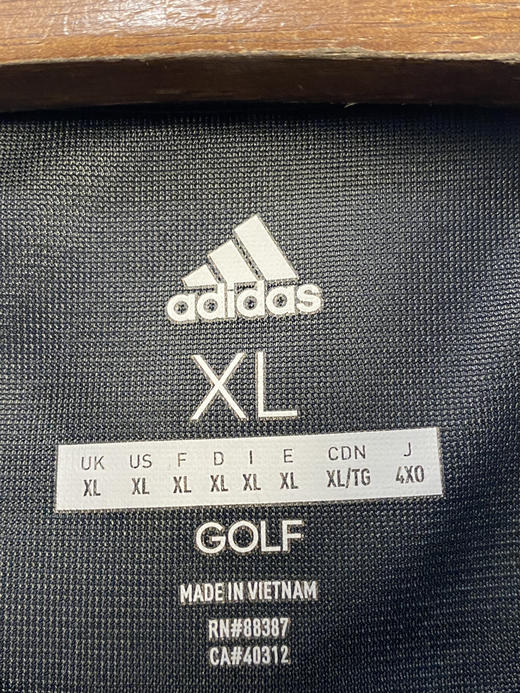 adidas
XL
UK US F D I E CDN J
XL XL XL XL XL XL XL/TG 4XO
GOLF
MADE IN VIETNAM
RN#88387
CA#40312